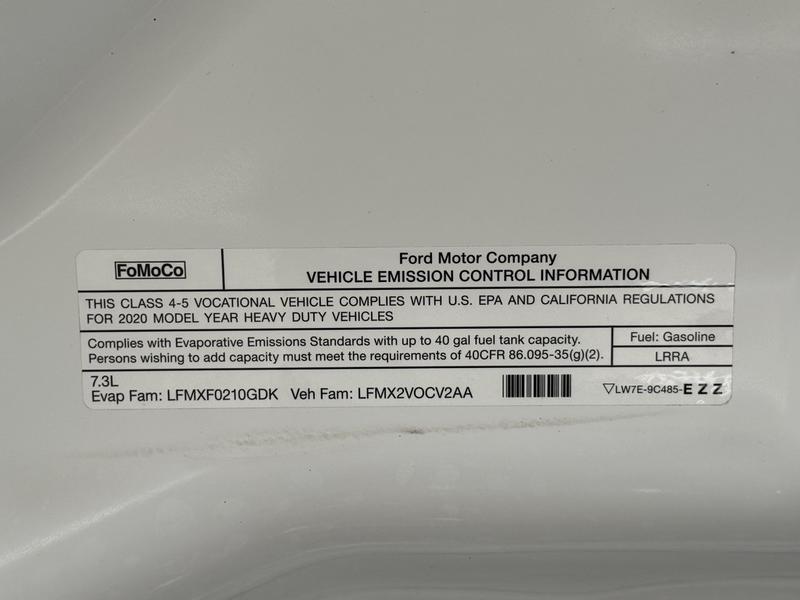 FoMoCo
Ford Motor Company
VEHICLE EMISSION CONTROL INFORMATION
THIS CLASS 4-5 VOCATIONAL VEHICLE COMPLIES WITH U.S. EPA AND CALIFORNIA REGULATIONS
FOR 2020 MODEL YEAR HEAVY DUTY VEHICLES
Complies with Evaporative Emissions Standards with up to 40 gal fuel tank capacity.
Persons wishing to add capacity must meet the requirements of 40CFR 86.095-35(g)(2).
Fuel: Gasoline
LRRA
7.3L
Evap Fam: LFMXF0210GDK Veh Fam: LFMX2VOCV2AA
▽LW7E-9C485-EZZ